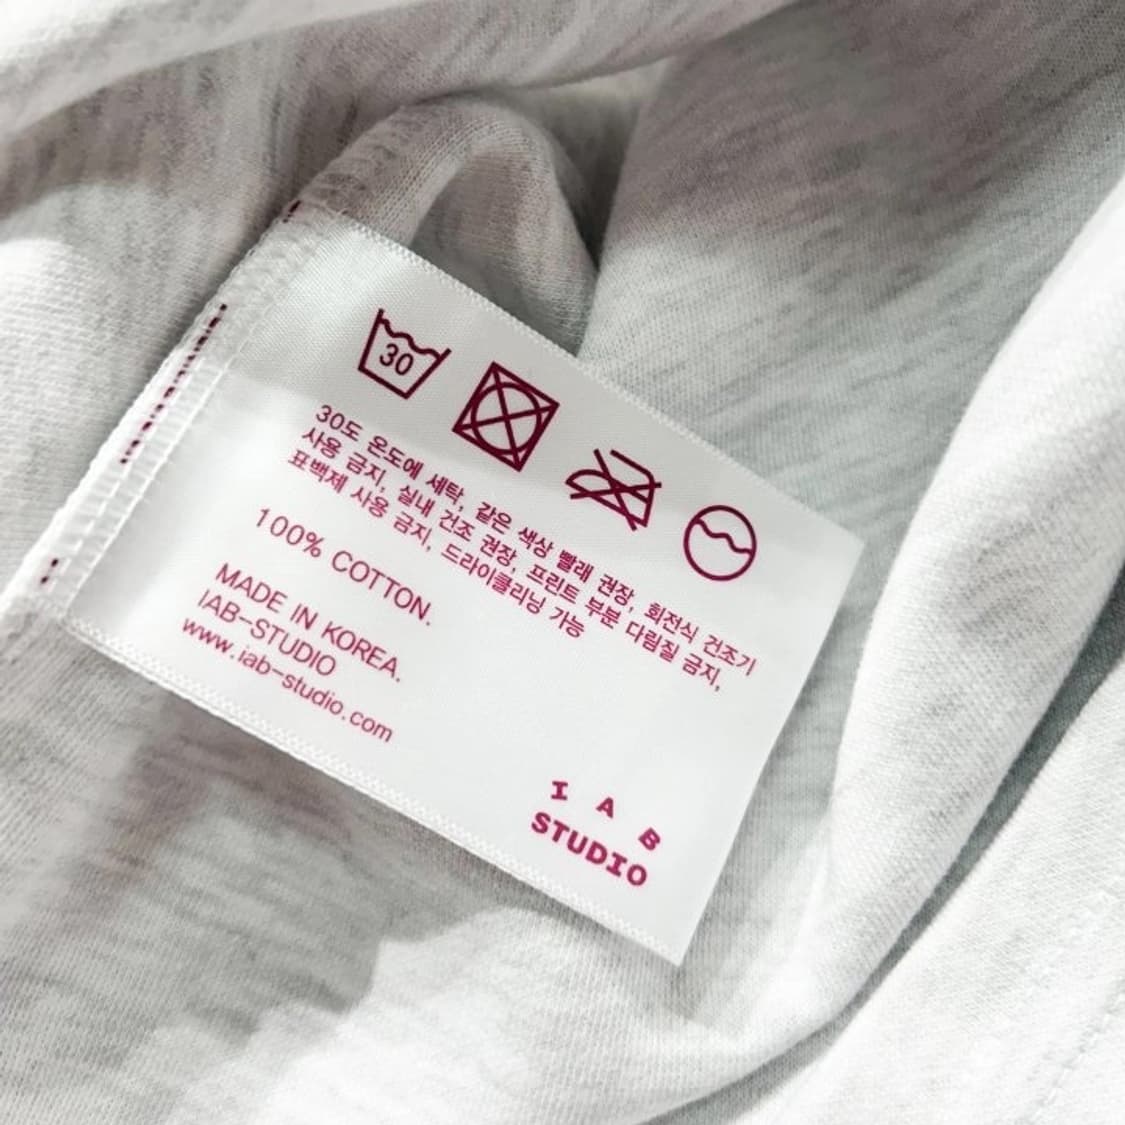 30
30도 온도에 세탁, 같은 색상 빨래 권장, 회전식 건조기
사용 금지, 실내 건조 권장, 프린트 부분 다림질 금지,
표백제 사용 금지, 드라이클리닝 가능
100% COTTON.
MADE IN KOREA.
IAB-STUDIO
www.iab-studio.com
I A B
STUDIO